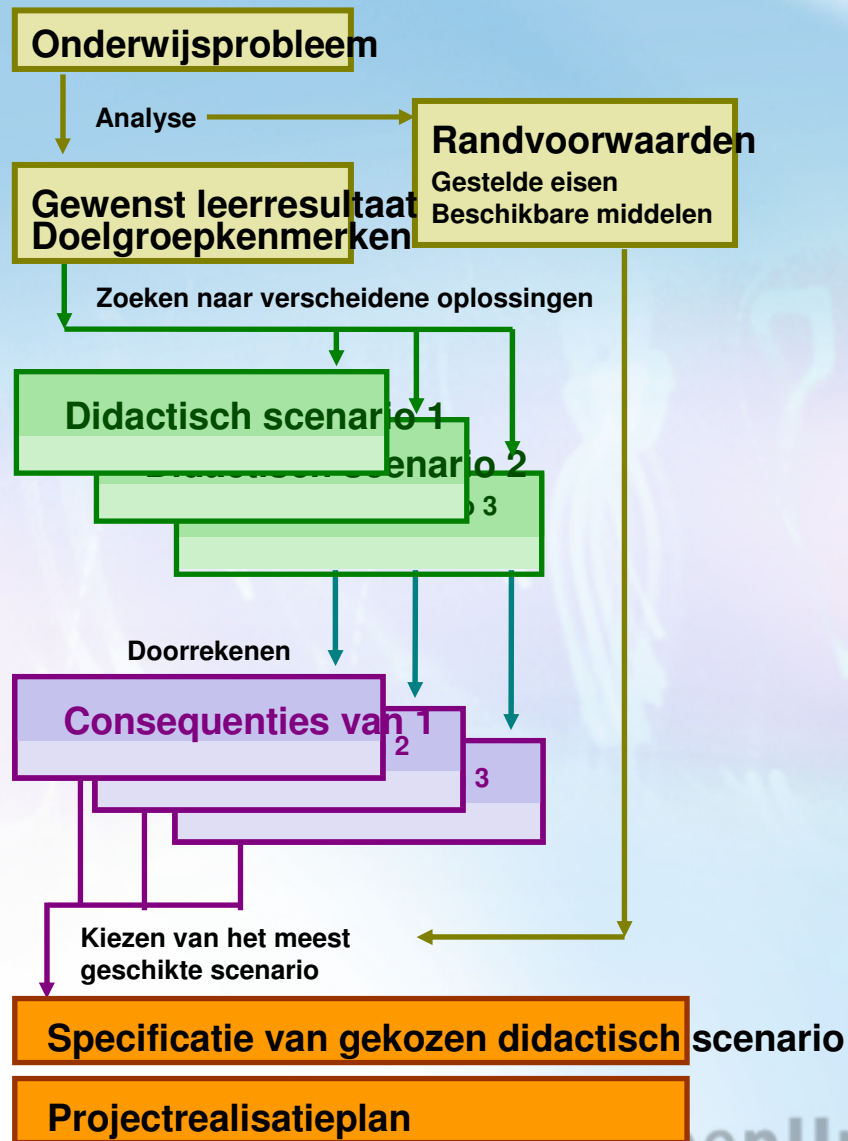 Onderwijsprobleem
Analyse
Randvoorwaarden
Gestelde eisen
Beschikbare middelen
Gewenst leerresultaat
Doelgroepkenmerken
Zoeken naar verscheidene oplossingen
Didactisch scenario 1
Didactisch scenario 2
3
Doorrekenen
Consequenties van 1
2
3
Kiezen van het meest
geschikte scenario
Specificatie van gekozen didactisch scenario
Projectrealisatieplan